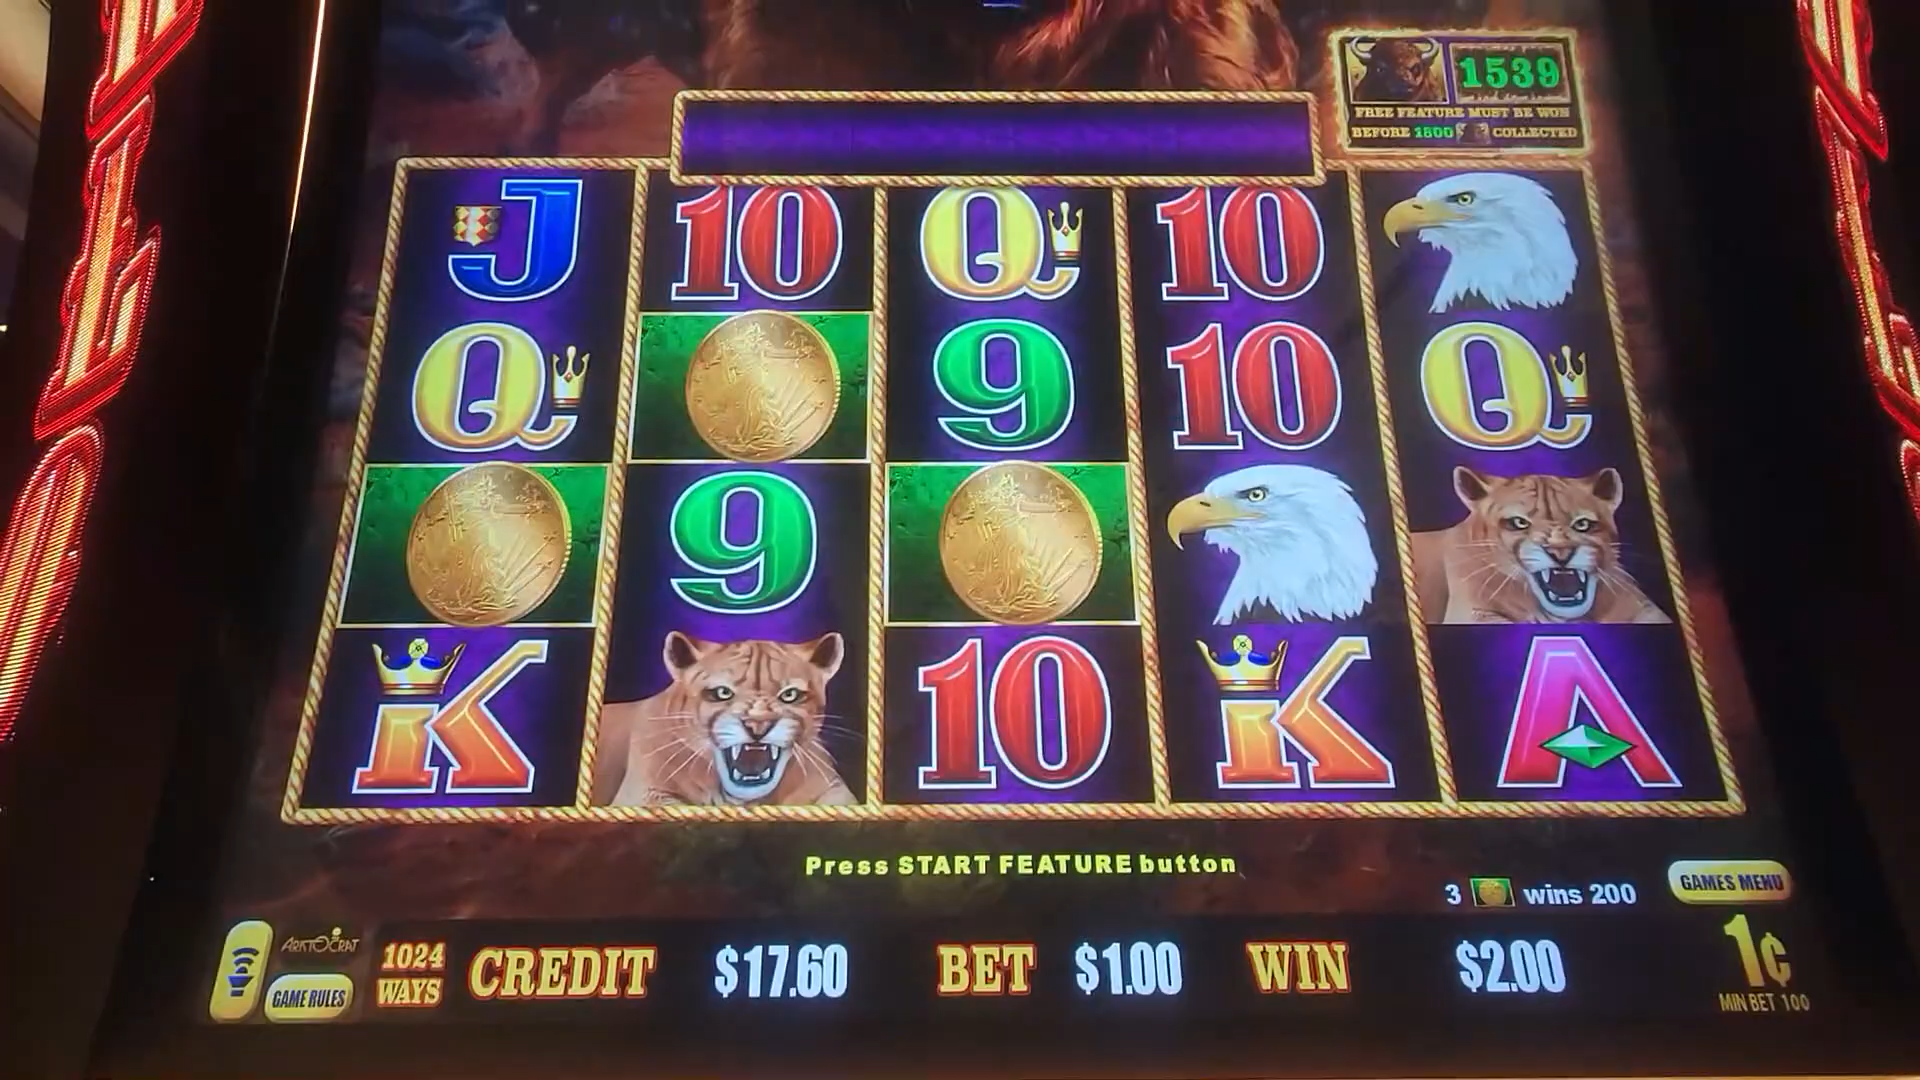 1539
FREE FEATURE MUST BE WON
BEFORE 1800 COLLECTED
J 10 Q 10
Q 9 10 Q
9
K 10 K A
Press START FEATURE button
3 wins 200
GAMES MENU
ARISTOCRAT
GAME RULES
1024
WAYS
CREDIT $17.60 BET $1.00 WIN $2.00
1¢
MIN BET 100